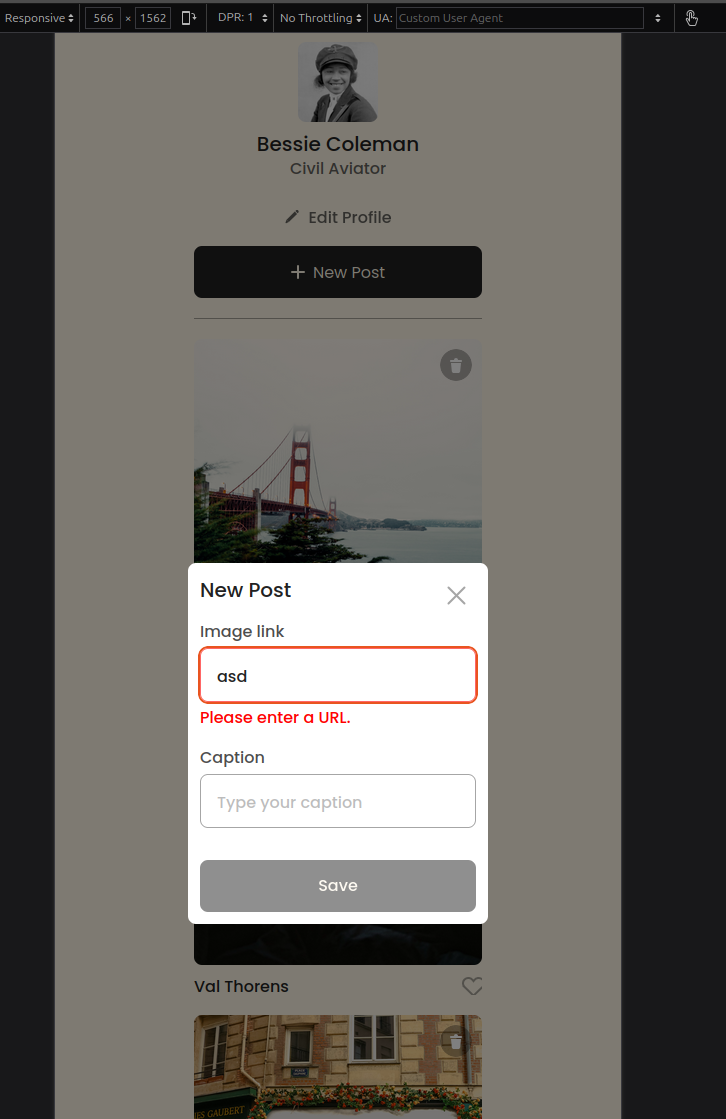 Responsive 566 × 1562 DPR: 1 No Throttling UA: Custom User Agent
Bessie Coleman
Civil Aviator
Edit Profile
+ New Post
New Post
Image link
asd
Please enter a URL.
Caption
Type your caption
Save
Val Thorens
GAUBERT